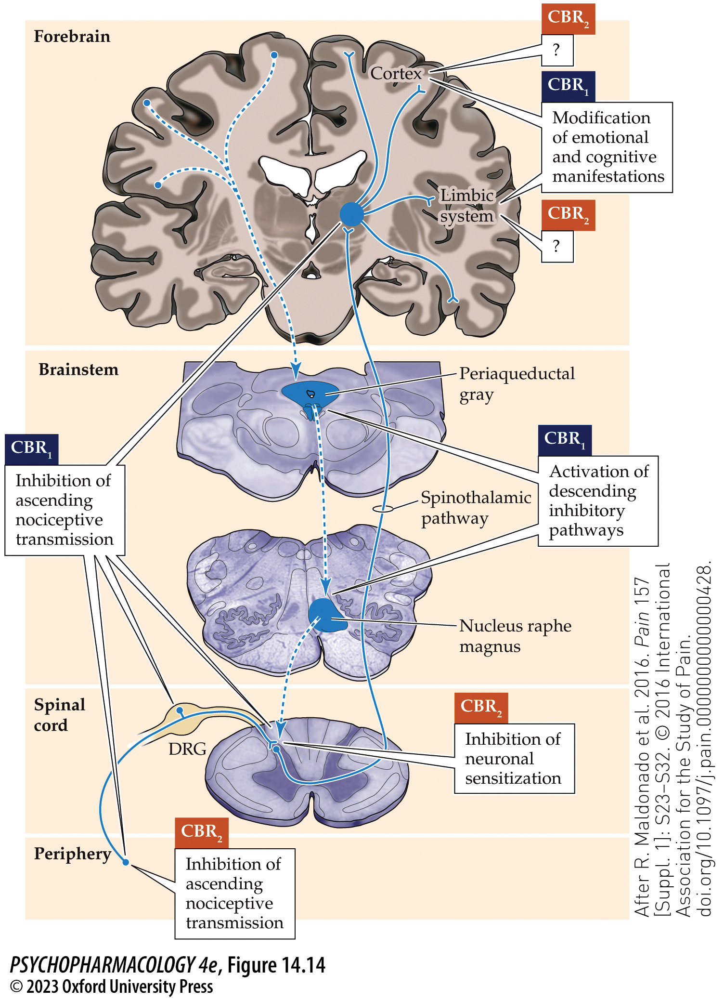 Forebrain
CBR2
?
Cortex
CBR1
Modification
of emotional
and cognitive
manifestations
Limbic
system
CBR2
?
Brainstem
Periaqueductal
gray
CBR1
Inhibition of
ascending
nociceptive
transmission
CBR1
Activation of
descending
inhibitory
pathways
Spinothalamic
pathway
Nucleus raphe
magnus
Spinal
cord
DRG
CBR2
Inhibition of
neuronal
sensitization
Periphery
CBR2
Inhibition of
ascending
nociceptive
transmission
After R. Maldonado et al. 2016. Pain 157
[Suppl. 1]: S23–S32. © 2016 International
Association for the Study of Pain.
doi.org/10.1097/j.pain.0000000000000428.
PSYCHOPHARMACOLOGY 4e, Figure 14.14
© 2023 Oxford University Press